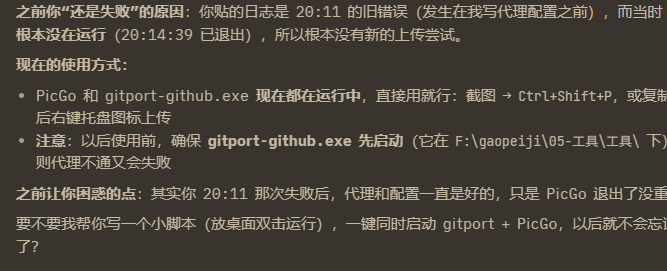 之前你“还是失败”的原因：你贴的日志是 20:11 的旧错误（发生在我写代理配置之前），而当时
根本没在运行（20:14:39 已退出），所以根本没有新的上传尝试。
现在的使用方式：
• PicGo 和 gitport-github.exe 现在都在运行中，直接用就行：截图 → Ctrl+Shift+P，或复制
后右键托盘图标上传
• 注意：以后使用前，确保 gitport-github.exe 先启动（它在 F:\gaopeiji\05-工具\工具\ 下)
则代理不通又会失败
之前让你困惑的点：其实你 20:11 那次失败后，代理和配置一直是好的，只是 PicGo 退出了没重
要不要我帮你写一个小脚本（放桌面双击运行），一键同时启动 gitport + PicGo，以后就不会忘
了？